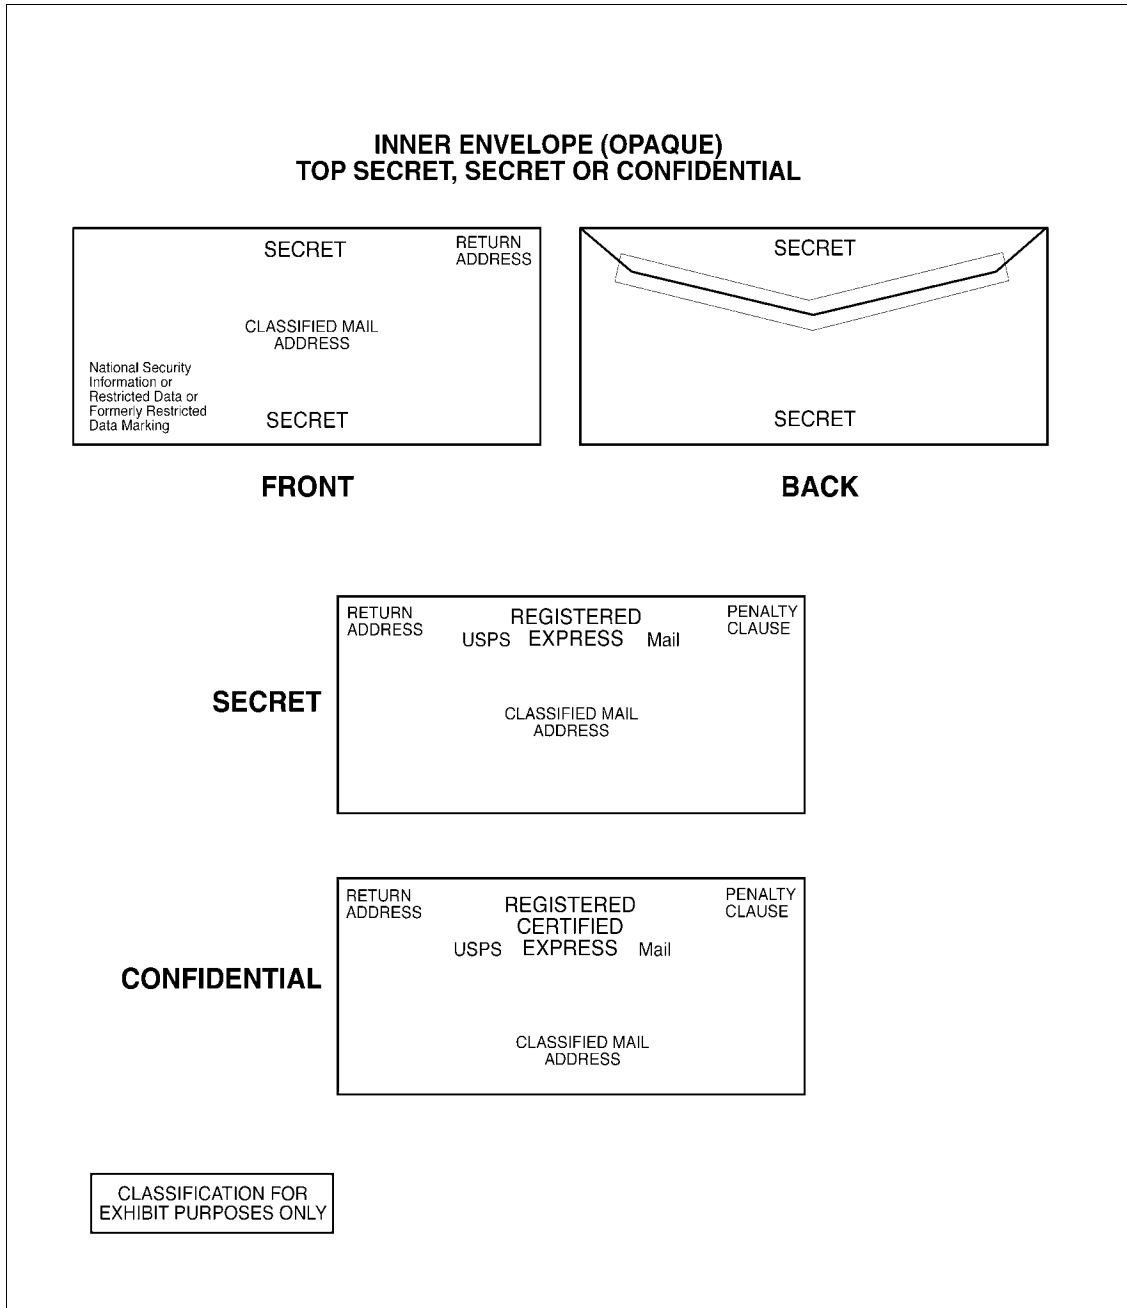 INNER ENVELOPE (OPAQUE)
TOP SECRET, SECRET OR CONFIDENTIAL
SECRET
RETURN
ADDRESS
CLASSIFIED MAIL
ADDRESS
National Security
Information or
Restricted Data or
Formerly Restricted
Data Marking
SECRET
FRONT
SECRET
SECRET
BACK
SECRET
RETURN
ADDRESS
REGISTERED
USPS EXPRESS Mail
PENALTY
CLAUSE
CLASSIFIED MAIL
ADDRESS
CONFIDENTIAL
RETURN
ADDRESS
REGISTERED
CERTIFIED
USPS EXPRESS Mail
PENALTY
CLAUSE
CLASSIFIED MAIL
ADDRESS
CLASSIFICATION FOR
EXHIBIT PURPOSES ONLY